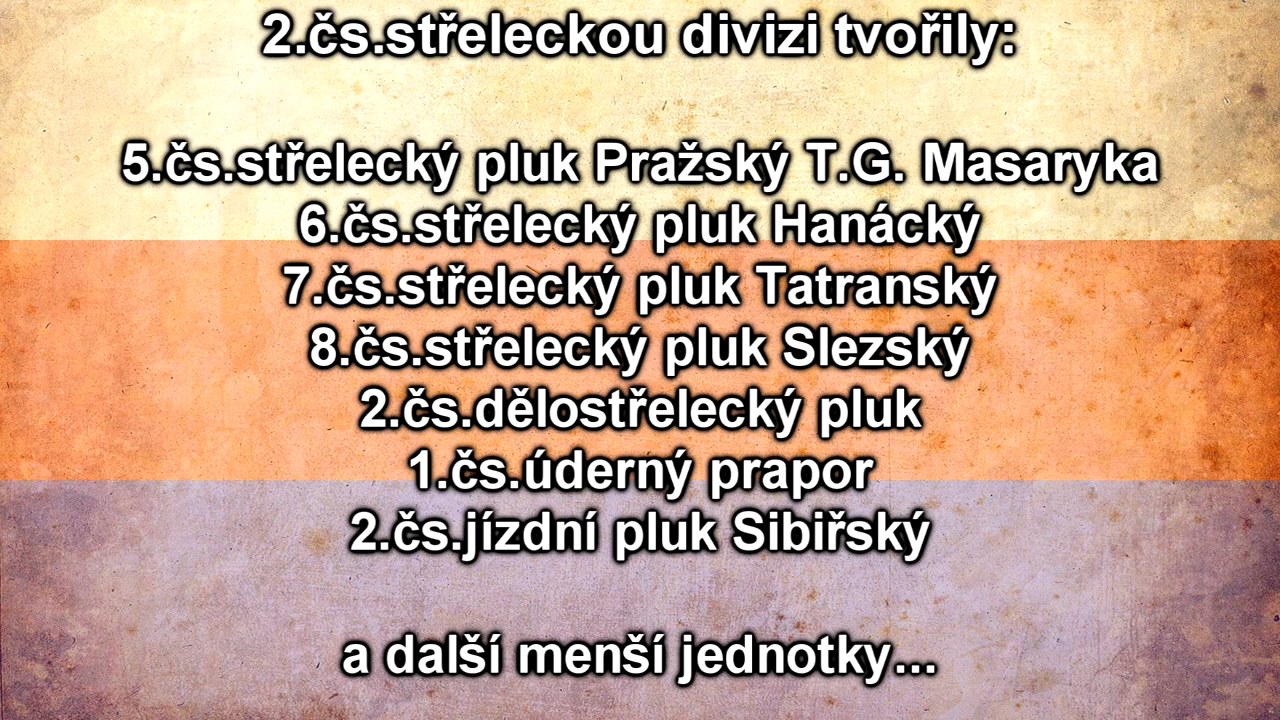 2.čs.střeleckou divizi tvořily:
5.čs.střelecký pluk Pražský T.G. Masaryka
6.čs.střelecký pluk Hanácký
7.čs.střelecký pluk Tatranský
8.čs.střelecký pluk Slezský
2.čs.dělostřelecký pluk
1.čs.úderný prapor
2.čs.jízdní pluk Sibiřský
a další menší jednotky...